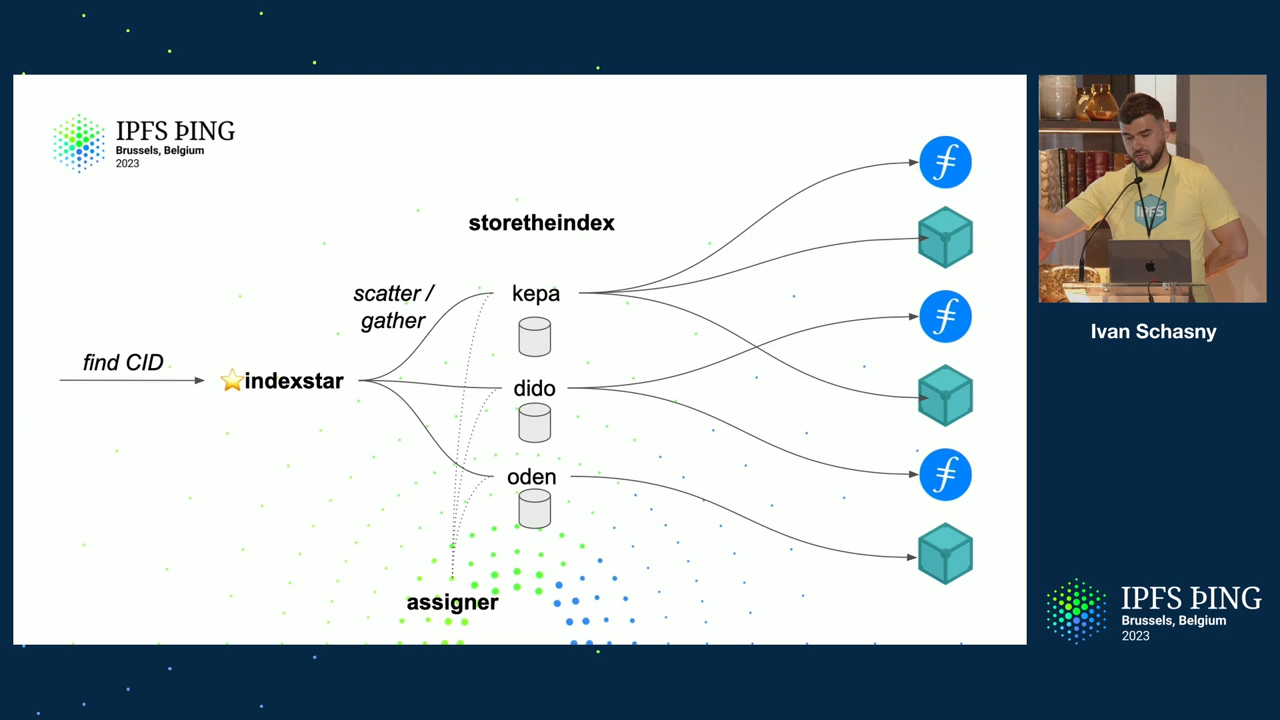 IPFS ÞING
Brussels, Belgium
2023
storetheindex
scatter /
gather
kepa
find CID
indexstar
dido
oden
assigner
IPFS
Ivan Schasny
IPFS ÞING
Brussels, Belgium
2023